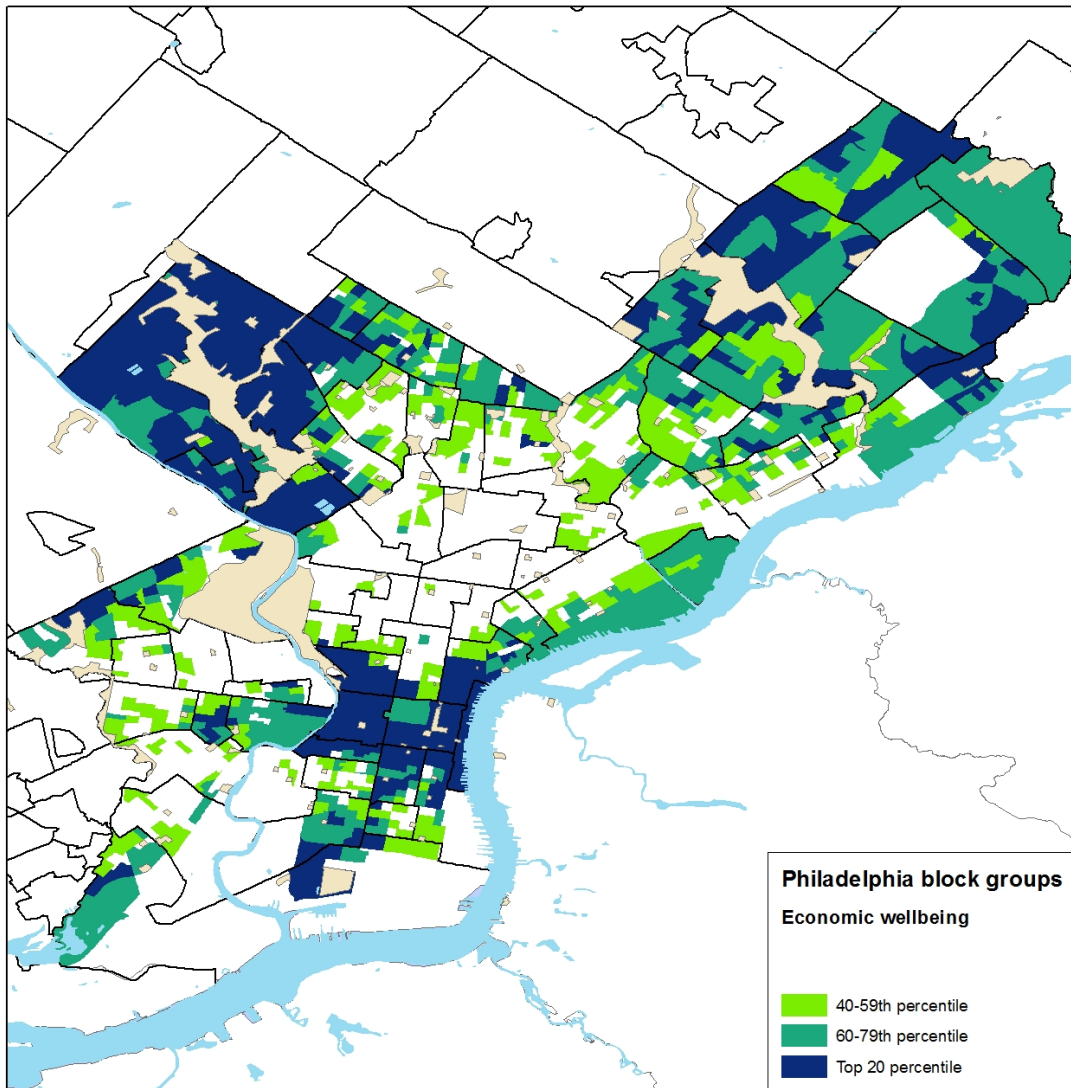 Philadelphia block groups
Economic wellbeing
40-59th percentile
60-79th percentile
Top 20 percentile